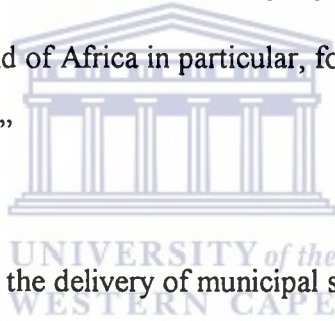 d of Africa in particular, fo
”
UNIVERSITY of the
the delivery of municipal s
WESTERN CAPE